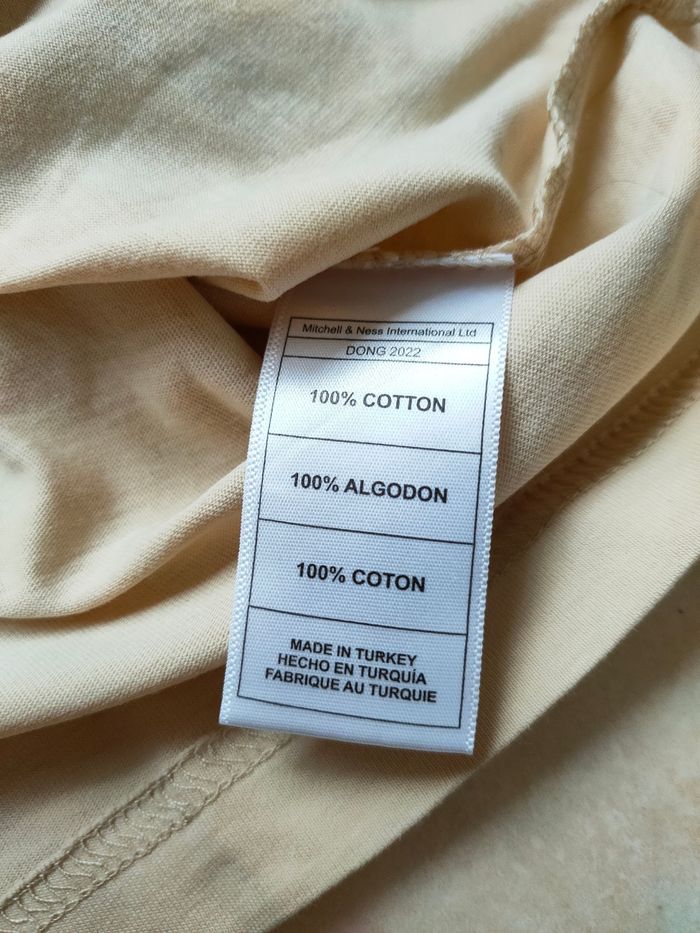 Mitchell & Ness International Ltd
DONG 2022
100% COTTON
100% ALGODON
100% COTON
MADE IN TURKEY
HECHO EN TURQUÍA
FABRIQUE AU TURQUIE